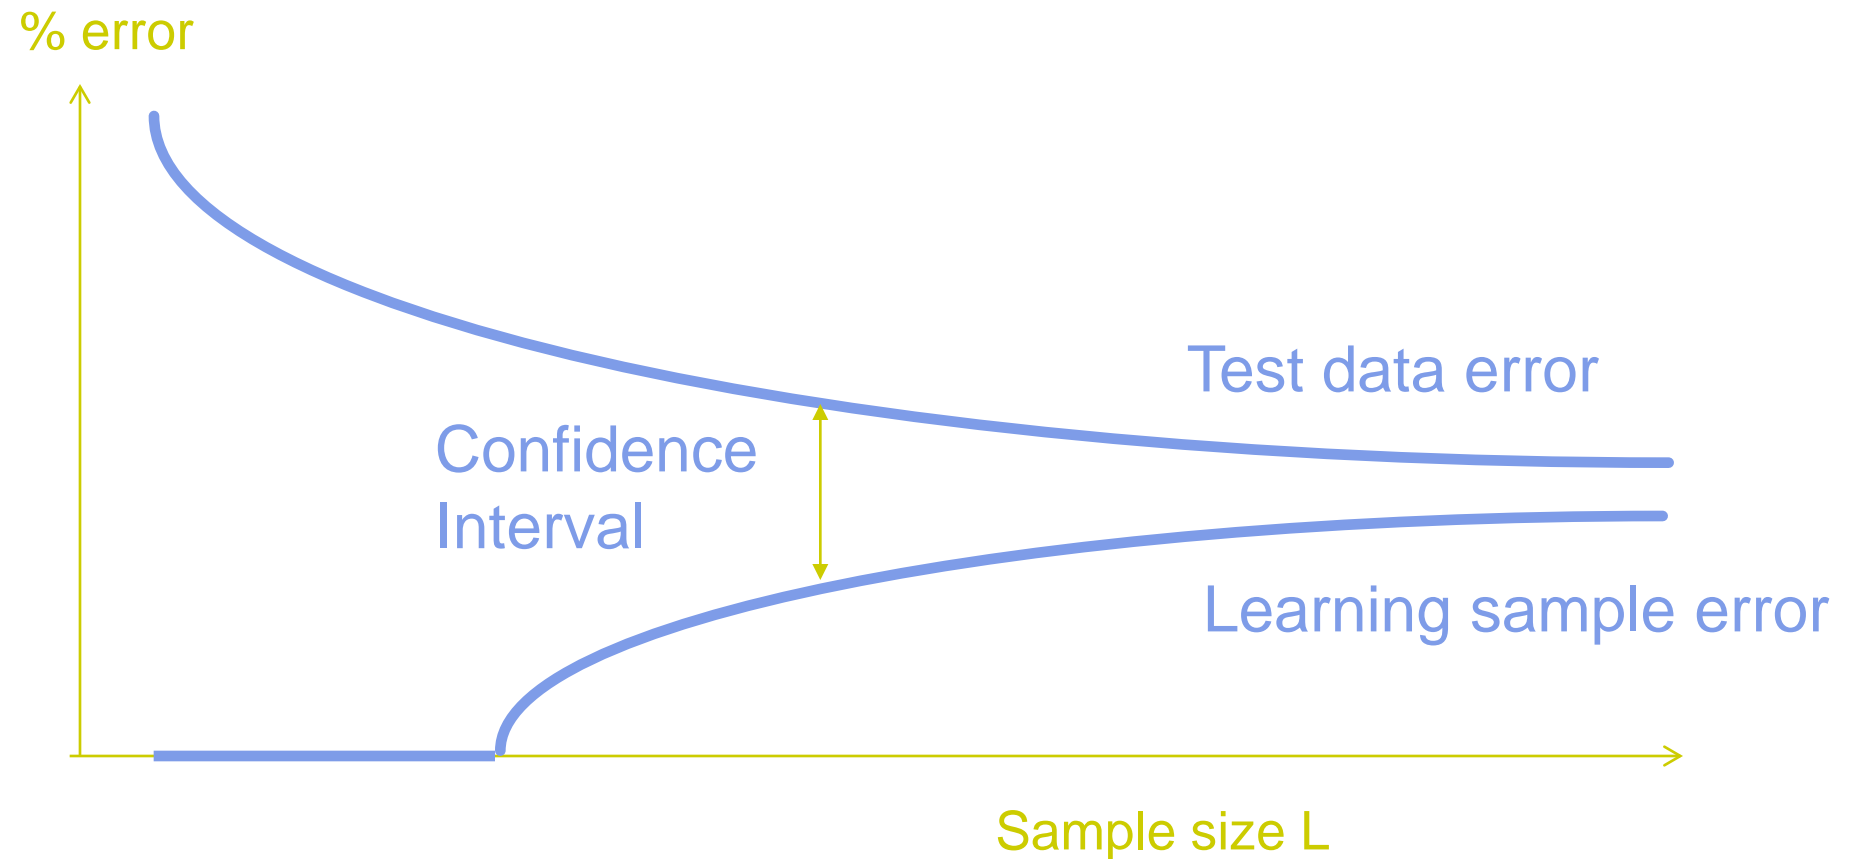 % error
Test data error
Confidence
Interval
Learning sample error
Sample size L